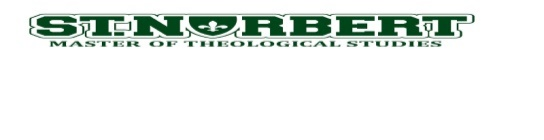 ST. NORBERT
MASTER OF THEOLOGICAL STUDIES